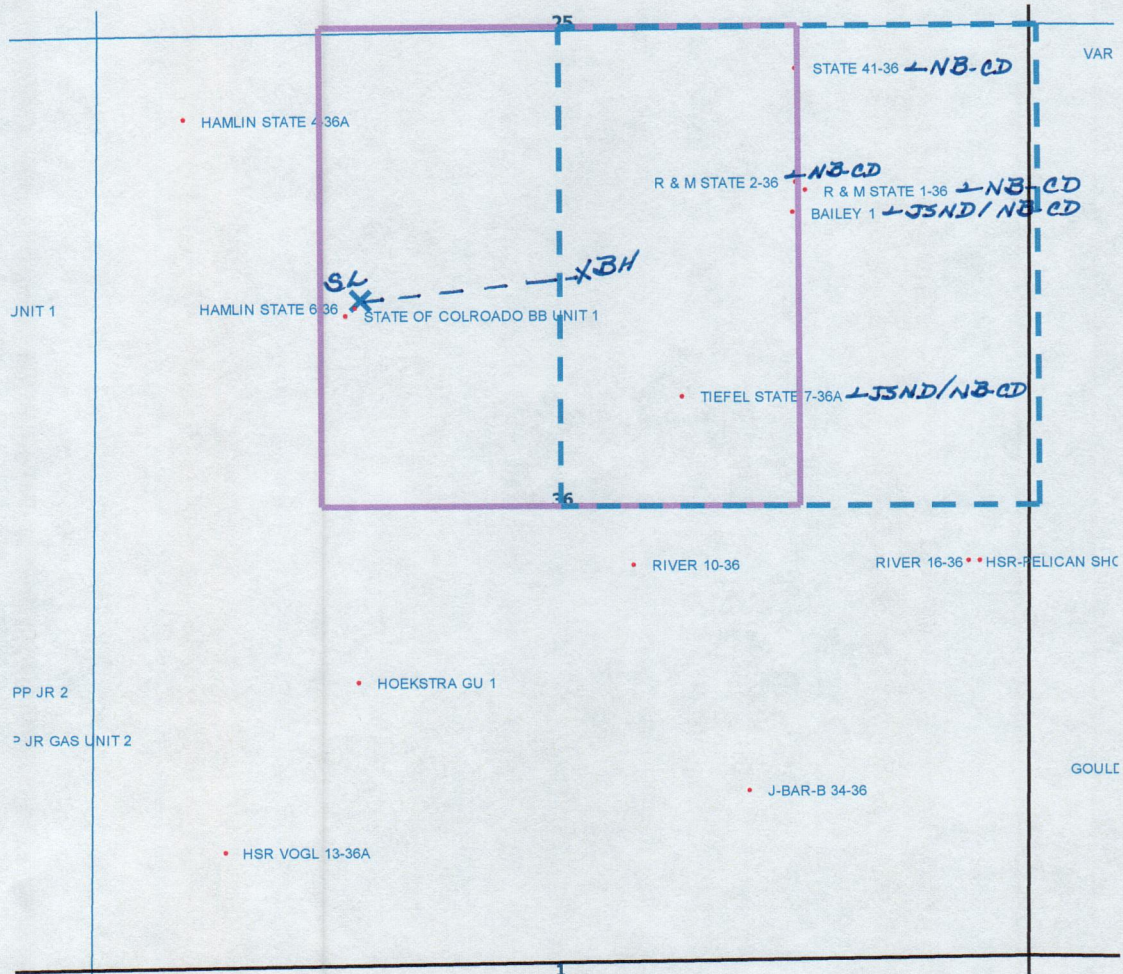 25
STATE 41-36 NB-CD
VAR
HAMLIN STATE 4-36A
NB-CD
R & M STATE 2-36
R & M STATE 1-36 NB-CD
BAILEY 1 JSND/NB-CD
BH
SL
JNIT 1
HAMLIN STATE 6-36
STATE OF COLROADO BB UNIT 1
TIEFEL STATE 7-36A JSND/NB-CD
36
RIVER 10-36
RIVER 16-36
HSR-PELICAN SHO
HOEKSTRA GU 1
PP JR 2
P JR GAS UNIT 2
GOULD
J-BAR-B 34-36
HSR VOGL 13-36A
1